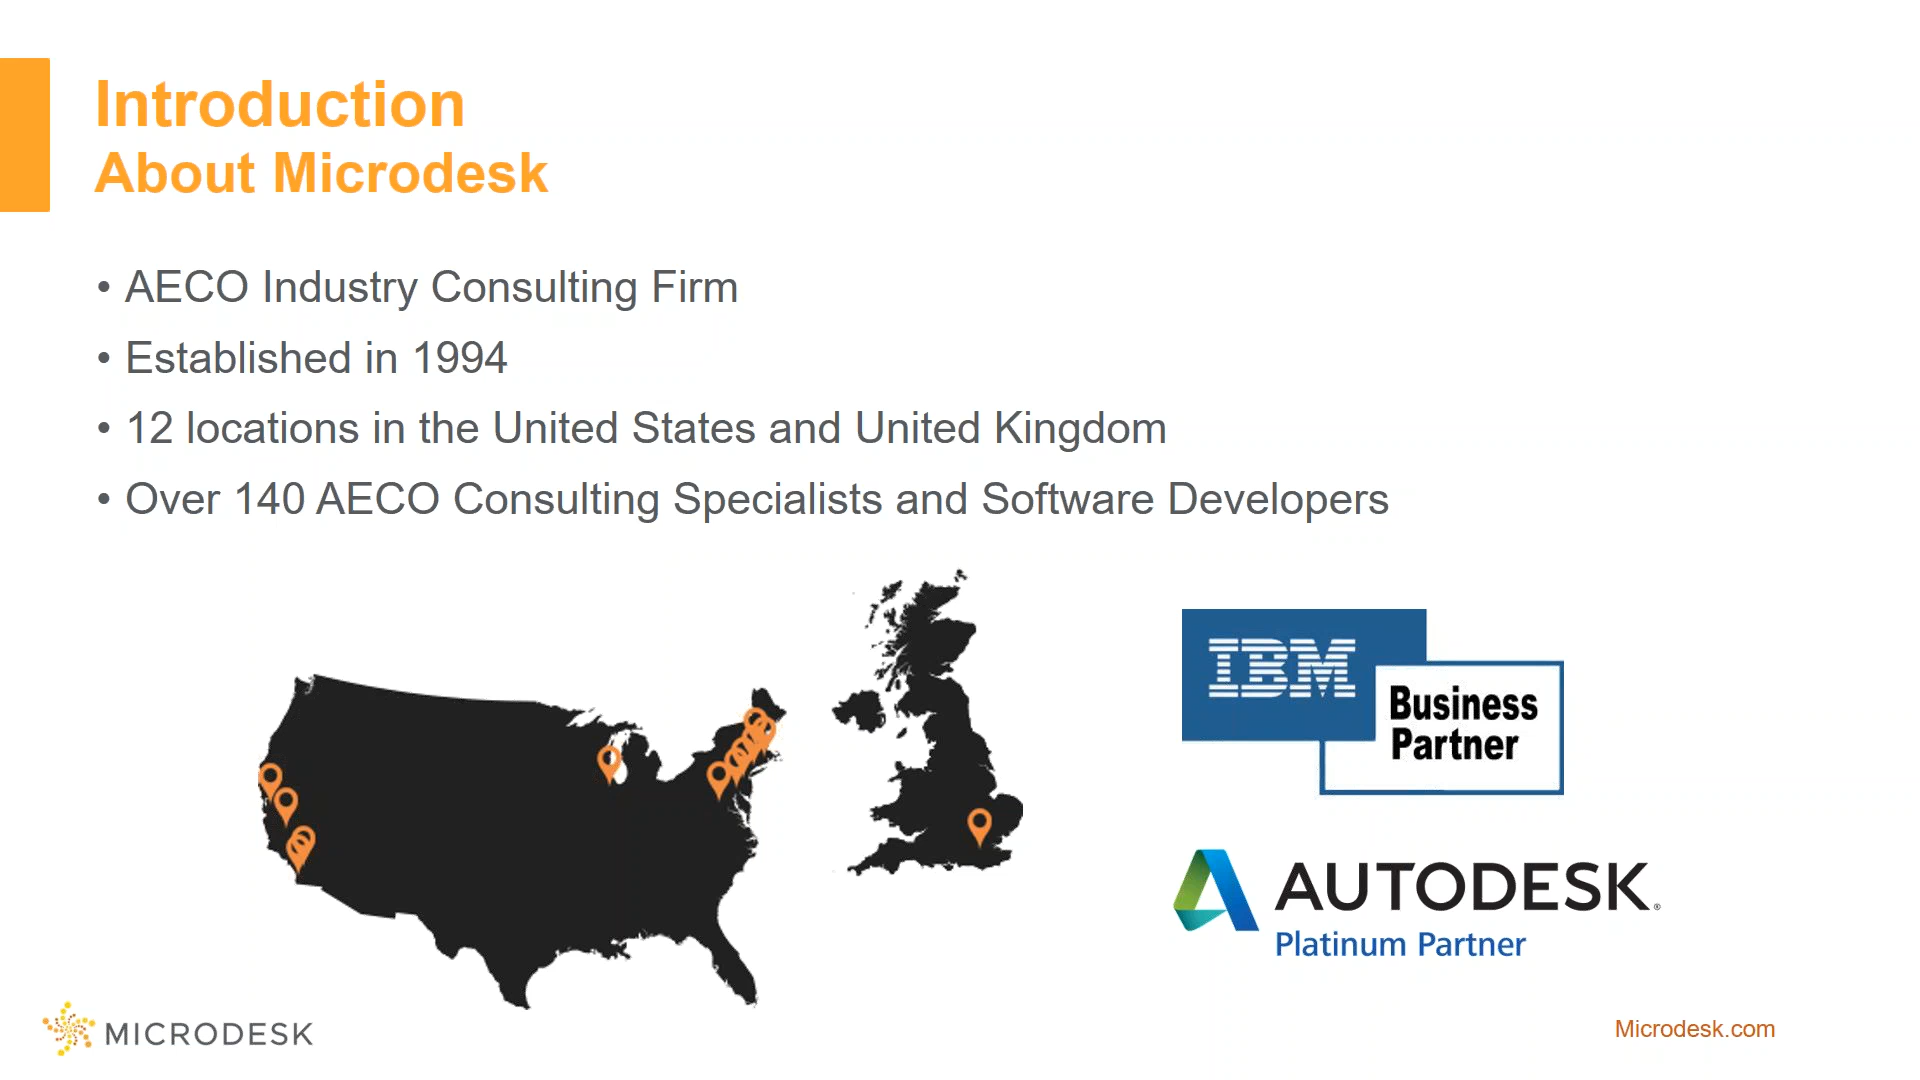 Introduction
About Microdesk
• AECO Industry Consulting Firm
• Established in 1994
• 12 locations in the United States and United Kingdom
• Over 140 AECO Consulting Specialists and Software Developers
IBM
Business
Partner
AUTODESK®
Platinum Partner
MICRODESK
Microdesk.com